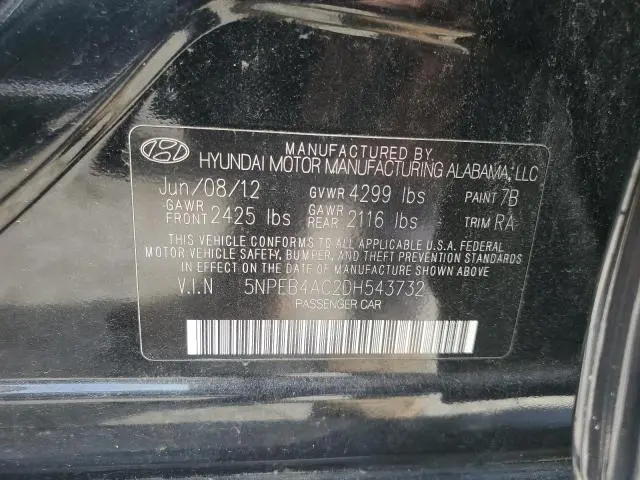 MANUFACTURED BY
HYUNDAI MOTOR MANUFACTURING ALABAMA, LLC
Jun/08/12 GVWR 4299 lbs PAINT 7B
GAWR FRONT 2425 lbs GAWR REAR 2116 lbs TRIM RA
THIS VEHICLE CONFORMS TO ALL APPLICABLE U.S.A. FEDERAL
MOTOR VEHICLE SAFETY, BUMPER, AND THEFT PREVENTION STANDARDS
IN EFFECT ON THE DATE OF MANUFACTURE SHOWN ABOVE
V.I.N 5NPEB4AC2DH543732
PASSENGER CAR